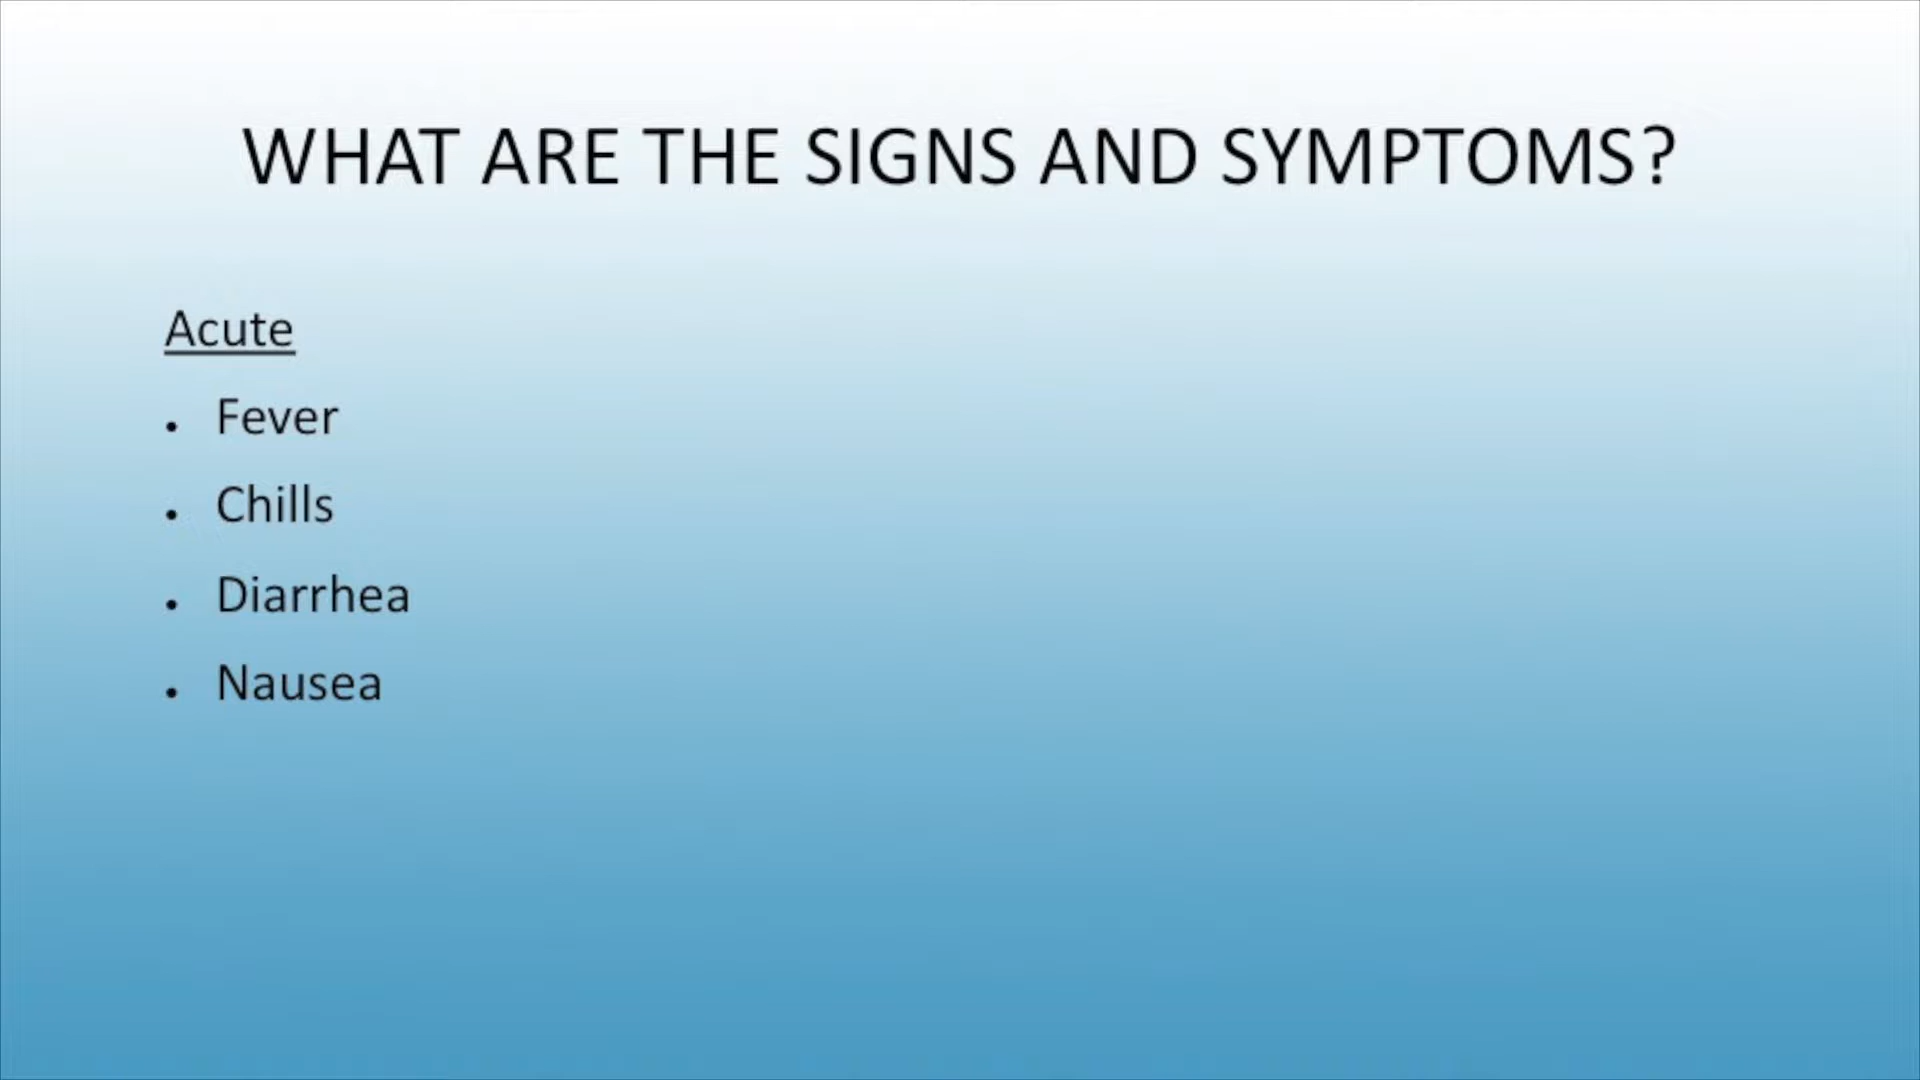 WHAT ARE THE SIGNS AND SYMPTOMS?
Acute
• Fever
• Chills
• Diarrhea
• Nausea